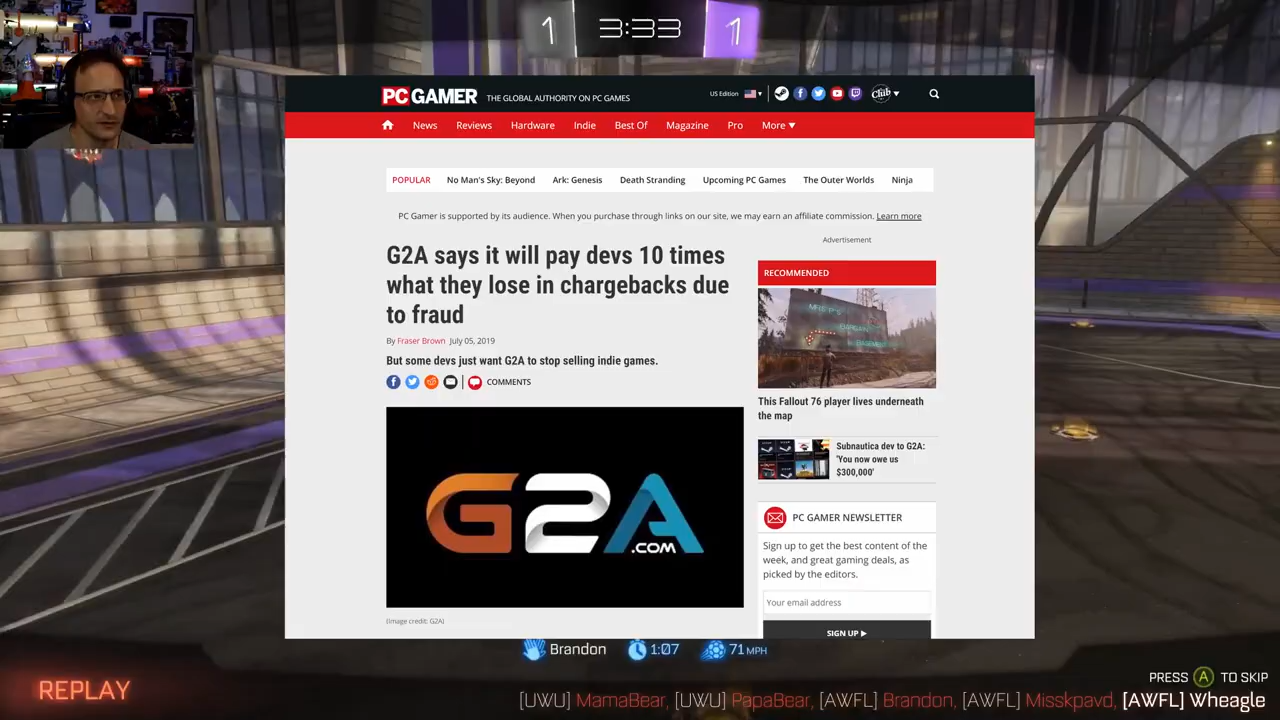 1 3:33 1
PC GAMER THE GLOBAL AUTHORITY ON PC GAMES
US Edition
Club
News Reviews Hardware Indie Best Of Magazine Pro More
POPULAR No Man's Sky: Beyond Ark: Genesis Death Stranding Upcoming PC Games The Outer Worlds Ninja
PC Gamer is supported by its audience. When you purchase through links on our site, we may earn an affiliate commission. Learn more
G2A says it will pay devs 10 times
what they lose in chargebacks due
to fraud
By Fraser Brown July 05, 2019
But some devs just want G2A to stop selling indie games.
COMMENTS
G2A
.COM
(Image credit: G2A)
Advertisement
RECOMMENDED
This Fallout 76 player lives underneath
the map
Subnautica dev to G2A:
'You now owe us
$300,000'
PC GAMER NEWSLETTER
Sign up to get the best content of the
week, and great gaming deals, as
picked by the editors.
Your email address
SIGN UP
Brandon 1:07 71 MPH
PRESS A TO SKIP
REPLAY
[UWU] MamaBear, [UWU] PapaBear, [AWFL] Brandon, [AWFL] Misskpavd, [AWFL] Wheagle